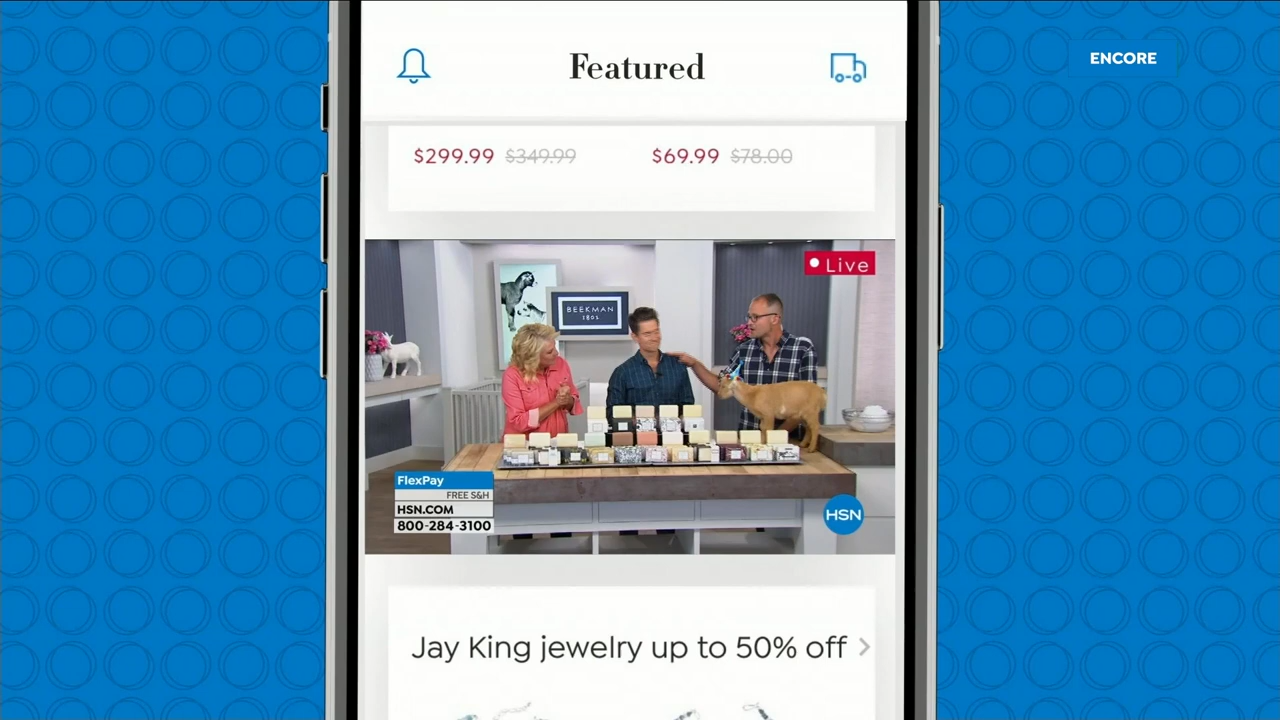 Featured
ENCORE
$299.99 $349.99 $69.99 $78.00
Live
BEEKMAN
1802
FlexPay
FREE S&H
HSN.COM
800-284-3100
HSN
Jay King jewelry up to 50% off